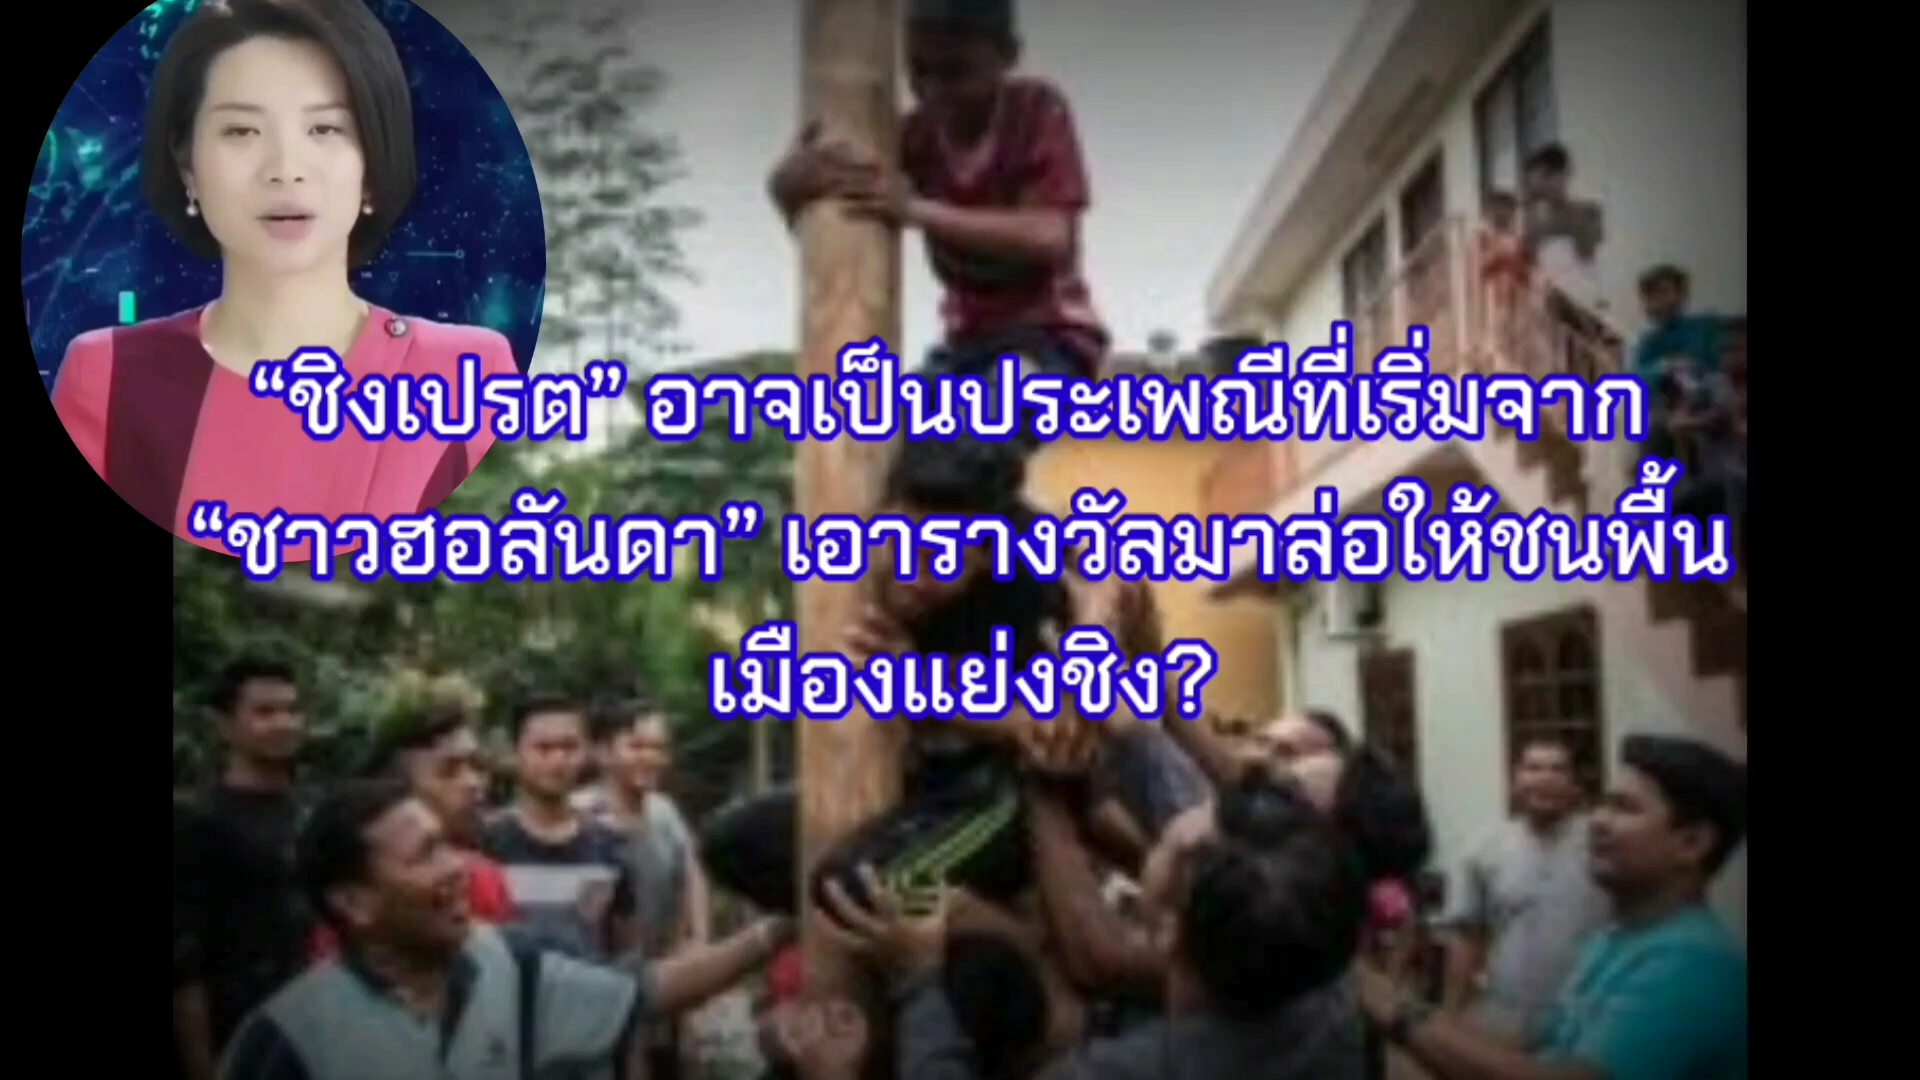 “ชิงเปรต” อาจเป็นประเพณีที่เริ่มจาก
“ชาวฮอลันดา” เอารางวัลมาล่อให้ชนพื้น
เมืองแย่งชิง?